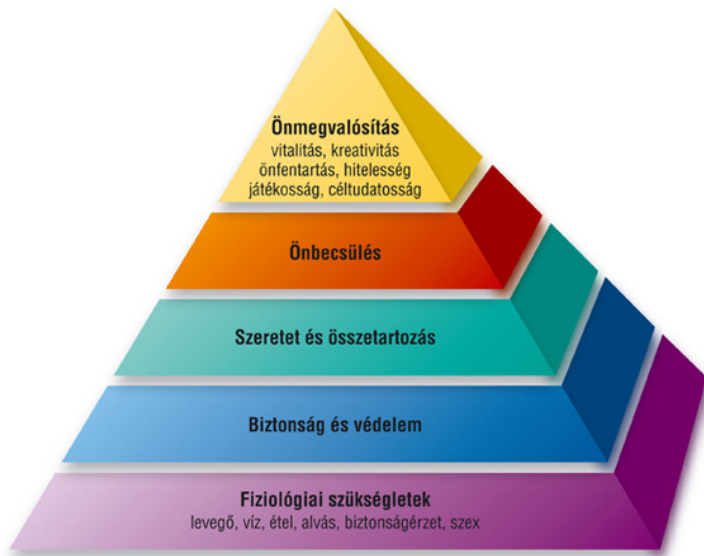 Önmegvalósítás
vitalitás, kreativitás
önfentartás, hitelesség
játékosság, céltudatosság
Önbecsülés
Szeretet és összetartozás
Biztonság és védelem
Fiziológiai szükségletek
levegő, víz, étel, alvás, biztonságérzet, szex